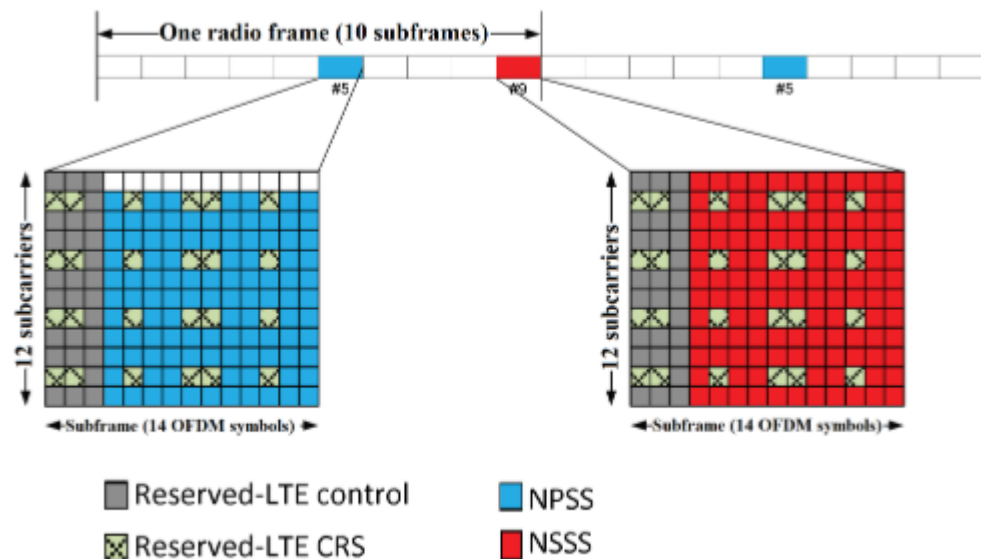 One radio frame (10 subframes)
#5
#9
#5
12 subcarriers
12 subcarriers
Subframe (14 OFDM symbols)
Subframe (14 OFDM symbols)
Reserved-LTE control
NPSS
Reserved-LTE CRS
NSSS